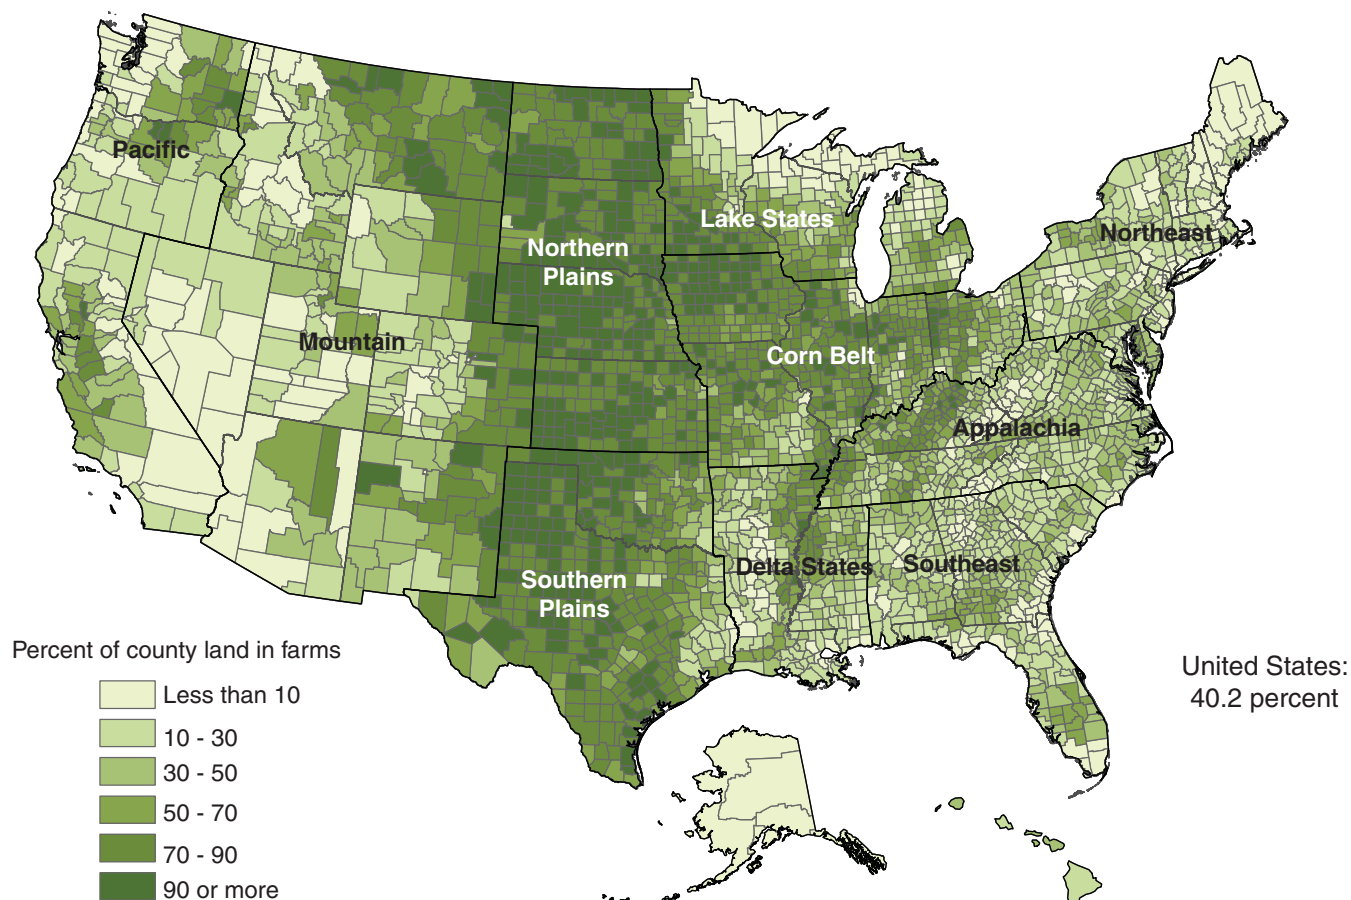 Pacific
Lake States
Northeast
Northern
Plains
Mountain
Corn Belt
Appalachia
Delta States
Southeast
Southern
Plains
Percent of county land in farms
Less than 10
10 - 30
30 - 50
50 - 70
70 - 90
90 or more
United States:
40.2 percent